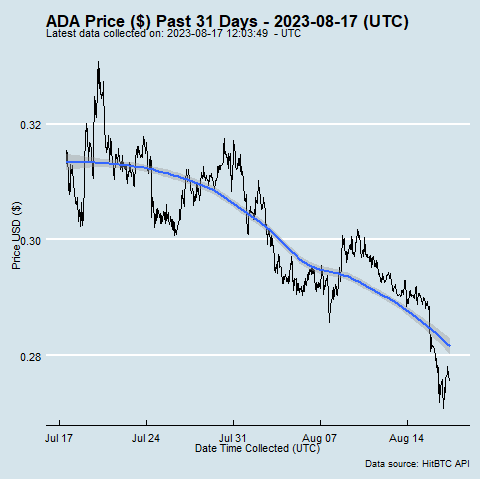 ADA Price ($) Past 31 Days - 2023-08-17 (UTC)
Latest data collected on: 2023-08-17 12:03:49 - UTC
Price USD ($)
0.32
0.30
0.28
Jul 17 Jul 24 Jul 31 Aug 07 Aug 14
Date Time Collected (UTC)
Data source: HitBTC API